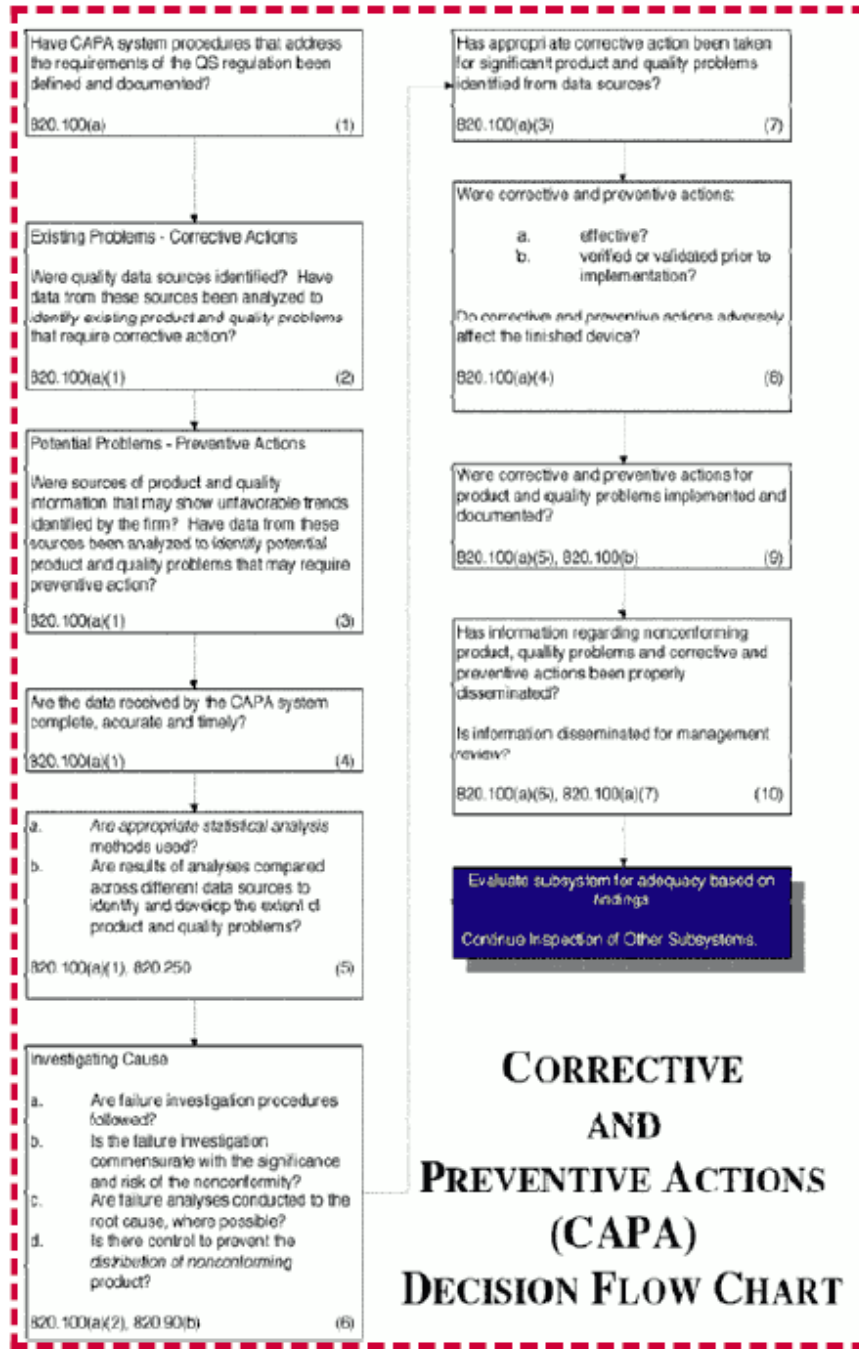 Have CAPA system procedures that address
the requirements of the QS regulation been
defined and documented?
820.100(a) (1)
Existing Problems - Corrective Actions
Were quality data sources identified? Have
data from these sources been analyzed to
identify existing product and quality problems
that require corrective action?
820.100(a)(1) (2)
Potential Problems - Preventive Actions
Were sources of product and quality
information that may show unfavorable trends
identified by the firm? Have data from these
sources been analyzed to identify potential
product and quality problems that may require
preventive action?
820.100(a)(1) (3)
Are the data received by the CAPA system
complete, accurate and timely?
820.100(a)(1) (4)
a. Are appropriate statistical analysis
methods used?
b. Are results of analyses compared
across different data sources to
identify and develop the extent of
product and quality problems?
820.100(a)(1), 820.250 (5)
Investigating Cause
a. Are failure investigation procedures
followed?
b. Is the failure investigation
commensurate with the significance
and risk of the nonconformity?
c. Are failure analyses conducted to the
root cause, where possible?
d. Is there control to prevent the
distribution of nonconforming
product?
820.100(a)(2), 820.90(b) (6)
Has appropriate corrective action been taken
for significant product and quality problems
identified from data sources?
820.100(a)(3) (7)
Were corrective and preventive actions:
a. effective?
b. verified or validated prior to
implementation?
Do corrective and preventive actions adversely
affect the finished device?
820.100(a)(4) (8)
Were corrective and preventive actions for
product and quality problems implemented and
documented?
820.100(a)(5), 820.100(b) (9)
Has information regarding nonconforming
product, quality problems and corrective and
preventive actions been properly
disseminated?
Is information disseminated for management
review?
820.100(a)(6), 820.100(a)(7) (10)
Evaluate subsystem for adequacy based on
findings
Continue Inspection of Other Subsystems.
CORRECTIVE
AND
PREVENTIVE ACTIONS
(CAPA)
DECISION FLOW CHART